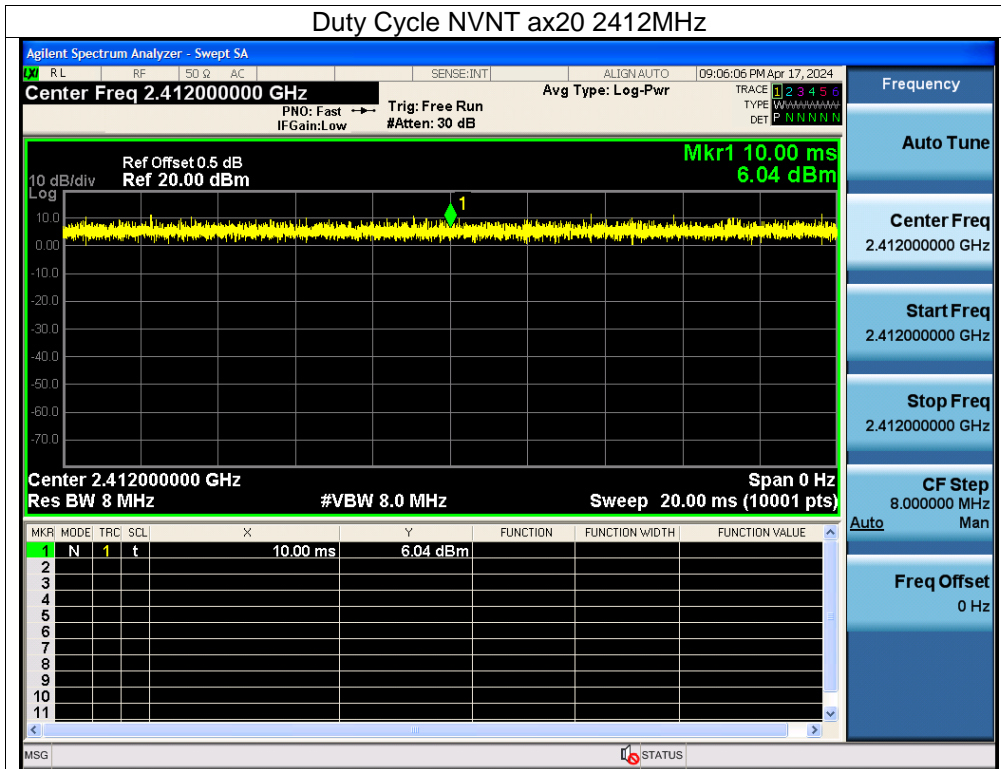 Duty Cycle NVNT ax20 2412MHz
Agilent Spectrum Analyzer - Swept SA
LXI RL RF 50 Ω AC SENSE:INT ALIGN AUTO 09:06:06 PM Apr 17, 2024
Center Freq 2.412000000 GHz
PNO: Fast
IFGain:Low
Trig: Free Run
#Atten: 30 dB
Avg Type: Log-Pwr
TRACE 1 2 3 4 5 6
TYPE WWWWWWW
DET P N N N N N
Mkr1 10.00 ms
6.04 dBm
Ref Offset 0.5 dB
10 dB/div Ref 20.00 dBm
Log
1
10.0
0.00
-10.0
-20.0
-30.0
-40.0
-50.0
-60.0
-70.0
Center 2.412000000 GHz Span 0 Hz
Res BW 8 MHz #VBW 8.0 MHz Sweep 20.00 ms (10001 pts)
MKR MODE TRC SCL X Y FUNCTION FUNCTION WIDTH FUNCTION VALUE
1 N 1 t 10.00 ms 6.04 dBm
2
3
4
5
6
7
8
9
10
11
MSG STATUS
Frequency
Auto Tune
Center Freq
2.412000000 GHz
Start Freq
2.412000000 GHz
Stop Freq
2.412000000 GHz
CF Step
8.000000 MHz
Auto Man
Freq Offset
0 Hz